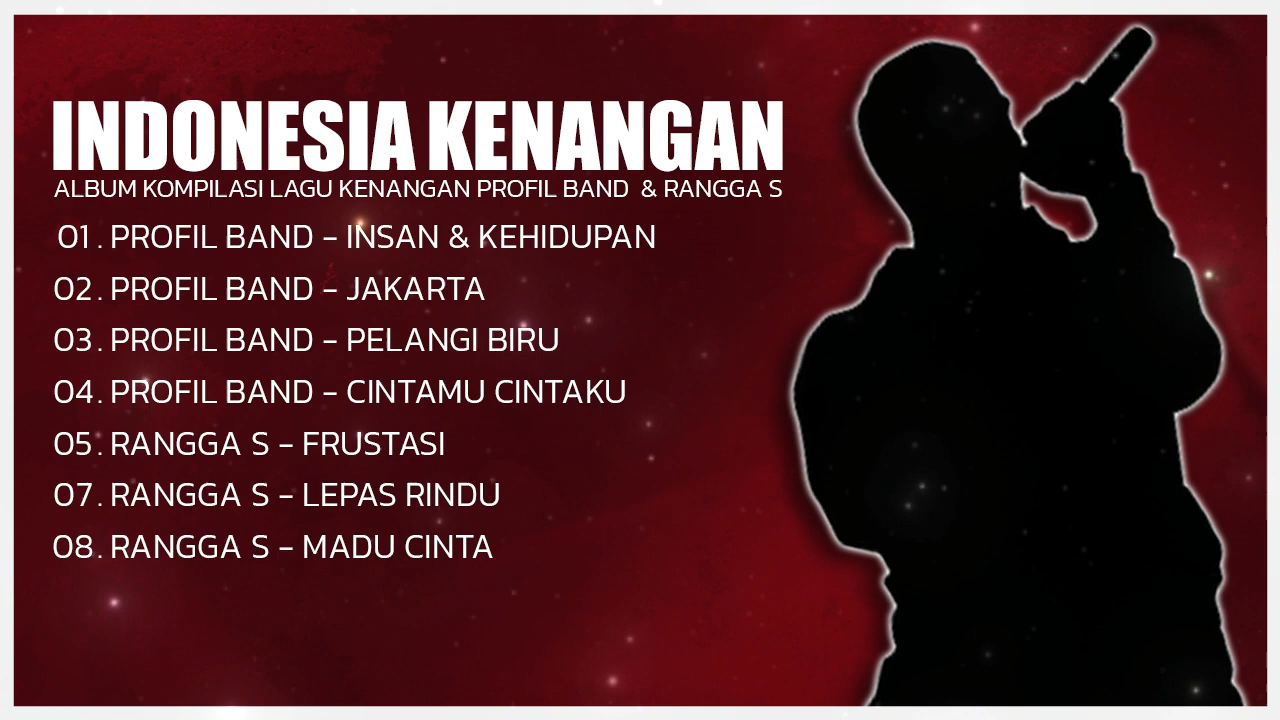 INDONESIA KENANGAN
ALBUM KOMPILASI LAGU KENANGAN PROFIL BAND & RANGGA S
01. PROFIL BAND - INSAN & KEHIDUPAN
02. PROFIL BAND - JAKARTA
03. PROFIL BAND - PELANGI BIRU
04. PROFIL BAND - CINTAMU CINTAKU
05. RANGGA S - FRUSTASI
07. RANGGA S - LEPAS RINDU
08. RANGGA S - MADU CINTA